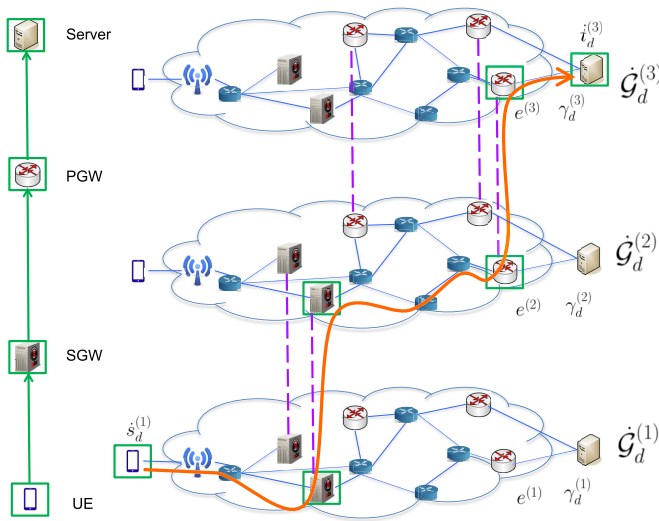 Server
PGW
SGW
UE
$\dot{i}_d^{(3)}$
$\dot{\mathcal{G}}_d^{(3)}$
$e^{(3)}$
$\gamma_d^{(3)}$
$\dot{\mathcal{G}}_d^{(2)}$
$e^{(2)}$
$\gamma_d^{(2)}$
$\dot{s}_d^{(1)}$
$\dot{\mathcal{G}}_d^{(1)}$
$e^{(1)}$
$\gamma_d^{(1)}$